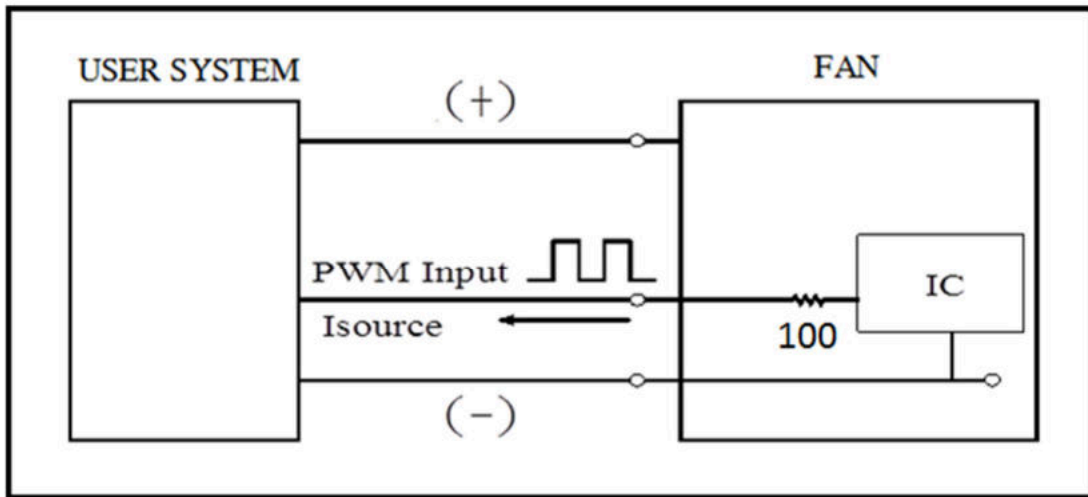 USER SYSTEM
FAN
(+)
PWM Input
IC
Isource
100
(-)